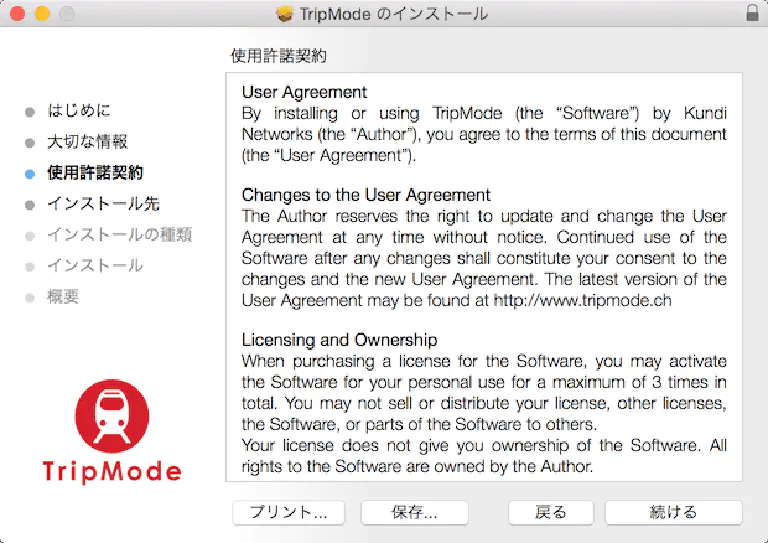 TripMode のインストール
使用許諾契約
はじめに
大切な情報
使用許諾契約
インストール先
インストールの種類
インストール
概要
TripMode
User Agreement
By installing or using TripMode (the “Software”) by Kundi
Networks (the “Author”), you agree to the terms of this document
(the “User Agreement”).
Changes to the User Agreement
The Author reserves the right to update and change the User
Agreement at any time without notice. Continued use of the
Software after any changes shall constitute your consent to the
changes and the new User Agreement. The latest version of the
User Agreement may be found at http://www.tripmode.ch
Licensing and Ownership
When purchasing a license for the Software, you may activate
the Software for your personal use for a maximum of 3 times in
total. You may not sell or distribute your license, other licenses,
the Software, or parts of the Software to others.
Your license does not give you ownership of the Software. All
rights to the Software are owned by the Author.
プリント...
保存...
戻る
続ける